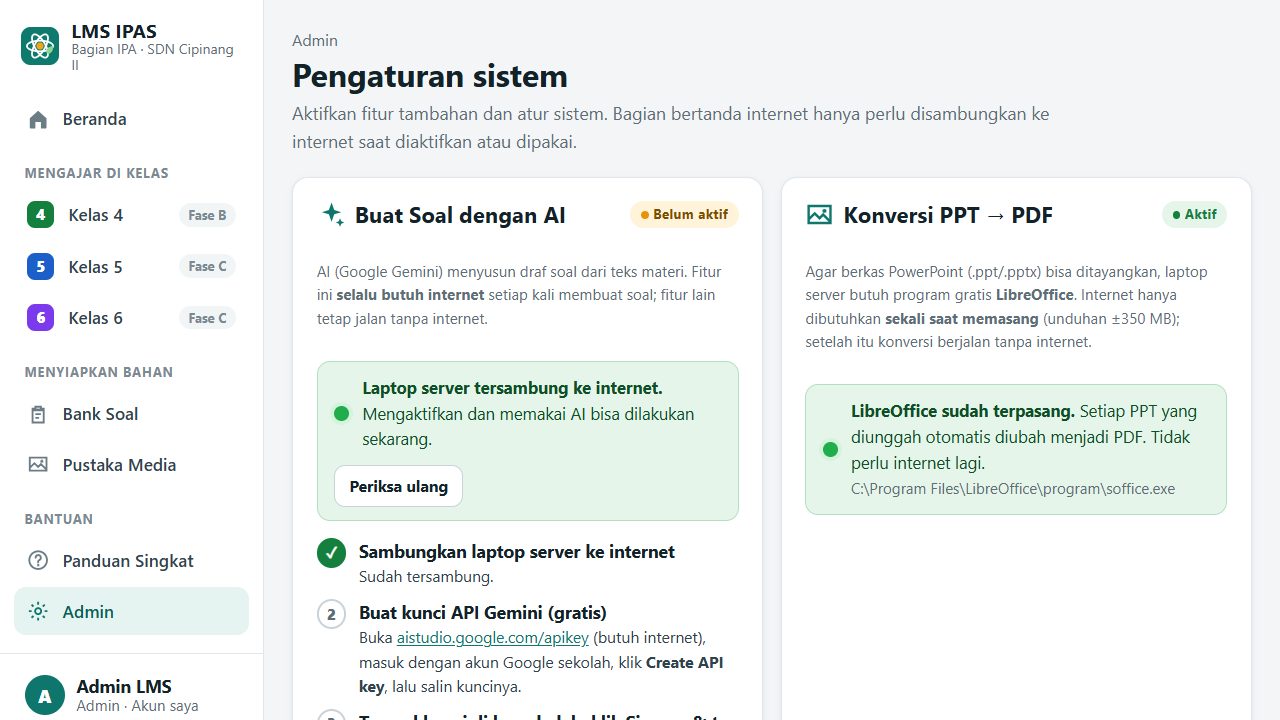 LMS IPAS
Bagian IPA · SDN Cipinang
II
Beranda
MENGAJAR DI KELAS
4 Kelas 4 Fase B
5 Kelas 5 Fase C
6 Kelas 6 Fase C
MENYIAPKAN BAHAN
Bank Soal
Pustaka Media
BANTUAN
Panduan Singkat
Admin
A
Admin LMS
Admin · Akun saya
Admin
Pengaturan sistem
Aktifkan fitur tambahan dan atur sistem. Bagian bertanda internet hanya perlu disambungkan ke
internet saat diaktifkan atau dipakai.
Buat Soal dengan AI
Belum aktif
AI (Google Gemini) menyusun draf soal dari teks materi. Fitur
ini selalu butuh internet setiap kali membuat soal; fitur lain
tetap jalan tanpa internet.
Laptop server tersambung ke internet.
Mengaktifkan dan memakai AI bisa dilakukan
sekarang.
Periksa ulang
Sambungkan laptop server ke internet
Sudah tersambung.
2 Buat kunci API Gemini (gratis)
Buka aistudio.google.com/apikey (butuh internet),
masuk dengan akun Google sekolah, klik Create API
key, lalu salin kuncinya.
Konversi PPT → PDF
Aktif
Agar berkas PowerPoint (.ppt/.pptx) bisa ditayangkan, laptop
server butuh program gratis LibreOffice. Internet hanya
dibutuhkan sekali saat memasang (unduhan ±350 MB);
setelah itu konversi berjalan tanpa internet.
LibreOffice sudah terpasang. Setiap PPT yang
diunggah otomatis diubah menjadi PDF. Tidak
perlu internet lagi.
C:\Program Files\LibreOffice\program\soffice.exe